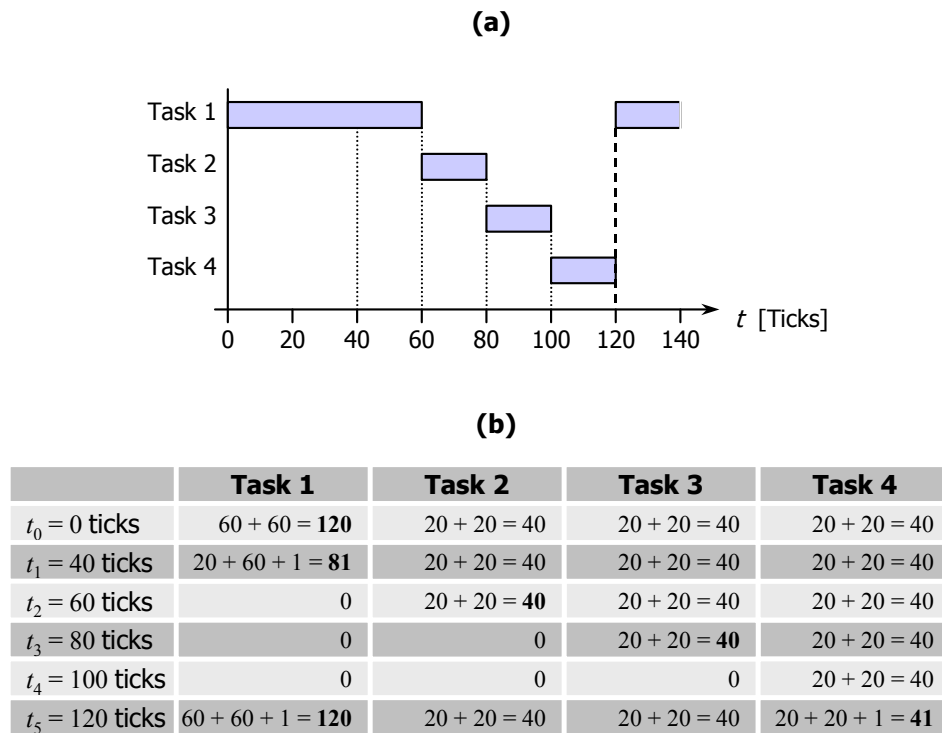 (a)
Task 1
Task 2
Task 3
Task 4
t [Ticks]
0 20 40 60 80 100 120 140
(b)
Task 1 Task 2 Task 3 Task 4
t0 = 0 ticks 60 + 60 = 120 20 + 20 = 40 20 + 20 = 40 20 + 20 = 40
t1 = 40 ticks 20 + 60 + 1 = 81 20 + 20 = 40 20 + 20 = 40 20 + 20 = 40
t2 = 60 ticks 0 20 + 20 = 40 20 + 20 = 40 20 + 20 = 40
t3 = 80 ticks 0 0 20 + 20 = 40 20 + 20 = 40
t4 = 100 ticks 0 0 0 20 + 20 = 40
t5 = 120 ticks 60 + 60 + 1 = 120 20 + 20 = 40 20 + 20 = 40 20 + 20 + 1 = 41